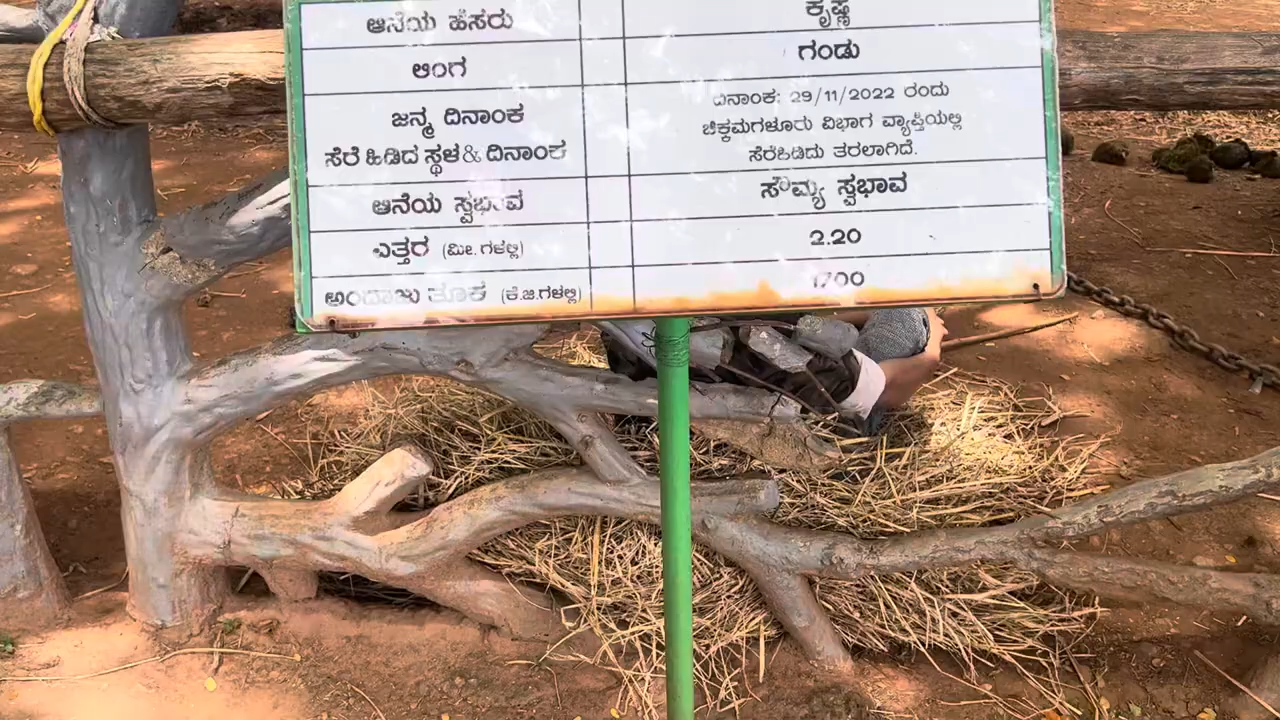 ಆನೆಯ ಹೆಸರು ಕೃಷ್ಣ
ಲಿಂಗ ಗಂಡು
ಜನ್ಮ ದಿನಾಂಕ
ಸೆರೆ ಹಿಡಿದ ಸ್ಥಳ & ದಿನಾಂಕ
ದಿನಾಂಕ: 29/11/2022 ರಂದು
ಚಿಕ್ಕಮಗಳೂರು ವಿಭಾಗ ವ್ಯಾಪ್ತಿಯಲ್ಲಿ
ಸೆರೆಹಿಡಿದು ತರಲಾಗಿದೆ.
ಆನೆಯ ಸ್ವಭಾವ ಸೌಮ್ಯ ಸ್ವಭಾವ
ಎತ್ತರ (ಮೀ. ಗಳಲ್ಲಿ) 2.20
ಅಂದಾಜು ತೂಕ (ಕೆ.ಜಿ.ಗಳಲ್ಲಿ) 1700